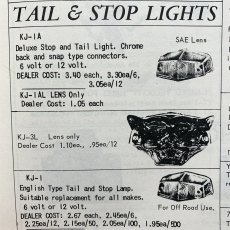 TAIL & STOP LIGHTS
KJ-1A
SAE Lens
Deluxe Stop and Tail Light. Chrome
back and snap type connectors.
6 volt or 12 volt.
DEALER COST: 3.40 each, 3.30ea/6,
3.05ea/12
KJ-1AL LENS Only
Dealer Cost: 1.05 each
KJ-3L Lens only
Dealer Cost 1.10ea., .95ea/12
KJ-1
English Type Tail and Stop Lamp.
Suitable replacement for all makes.
6 volt or 12 volt.
For Off Road Use.
DEALER COST: 2.67 each, 2.45ea/6,
2.25ea/12, 2.15ea/50, 2.05ea/100, 1.95/500